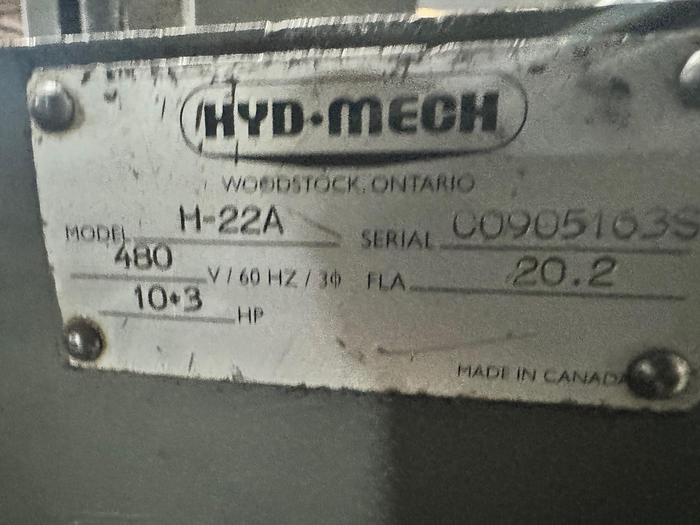 HYD·MECH
WOODSTOCK, ONTARIO
MODEL H-22A SERIAL
480 V / 60 HZ / 3Φ FLA 20.2
10+3 HP
MADE IN CANADA